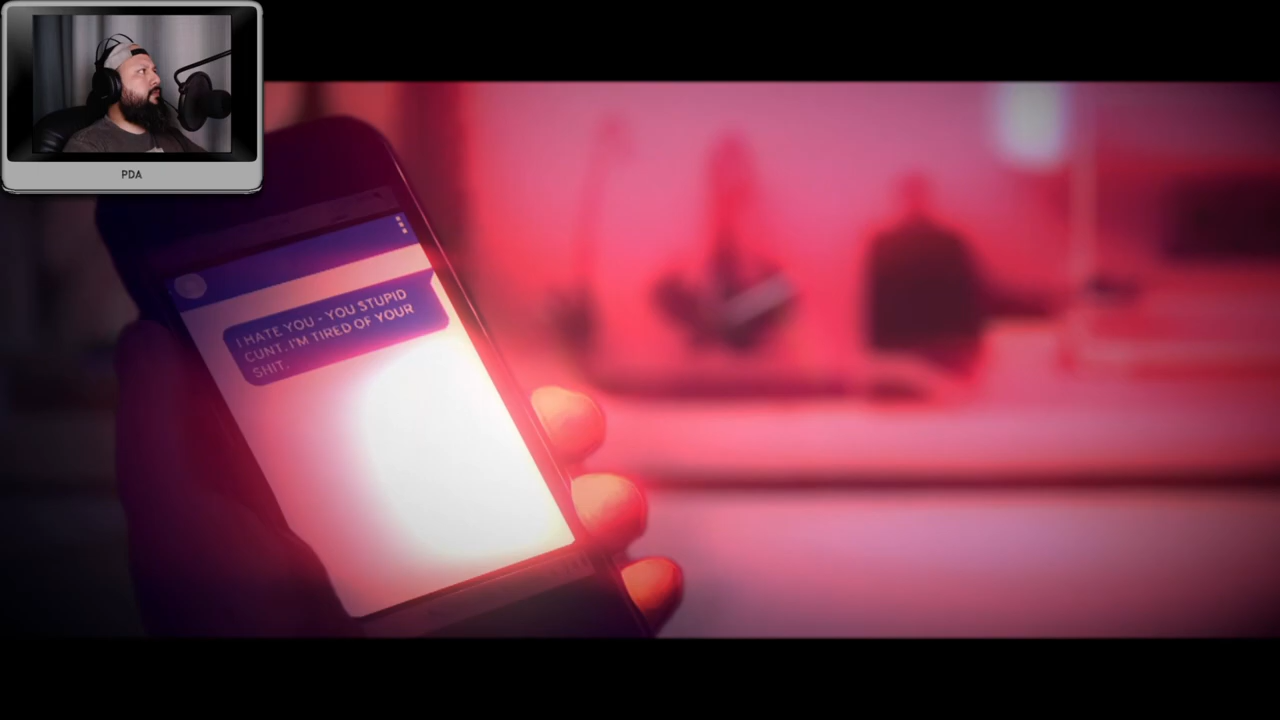 PDA
I HATE YOU - YOU STUPID
CUNT. I'M TIRED OF YOUR
SHIT.